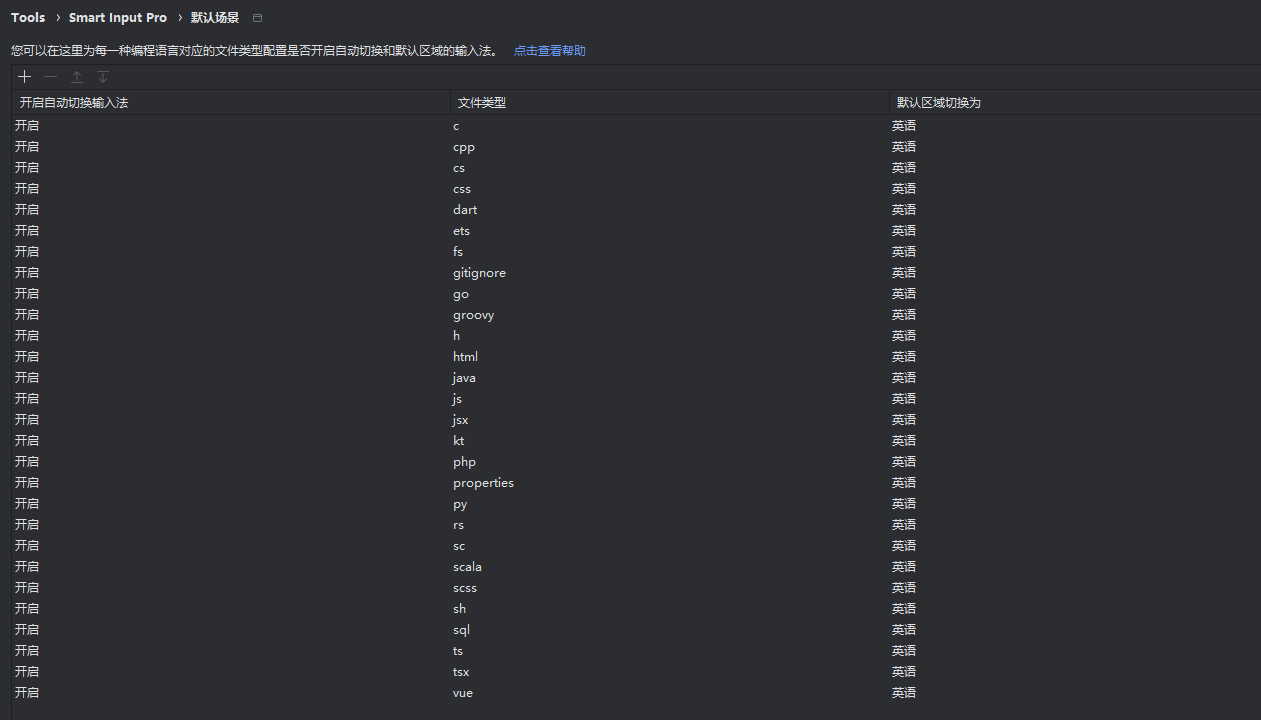 Tools › Smart Input Pro › 默认场景
您可以在这里为每一种编程语言对应的文件类型配置是否开启自动切换和默认区域的输入法。 点击查看帮助
开启自动切换输入法 文件类型 默认区域切换为
开启 c 英语
开启 cpp 英语
开启 cs 英语
开启 css 英语
开启 dart 英语
开启 ets 英语
开启 fs 英语
开启 gitignore 英语
开启 go 英语
开启 groovy 英语
开启 h 英语
开启 html 英语
开启 java 英语
开启 js 英语
开启 jsx 英语
开启 kt 英语
开启 php 英语
开启 properties 英语
开启 py 英语
开启 rs 英语
开启 sc 英语
开启 scala 英语
开启 scss 英语
开启 sh 英语
开启 sql 英语
开启 ts 英语
开启 tsx 英语
开启 vue 英语